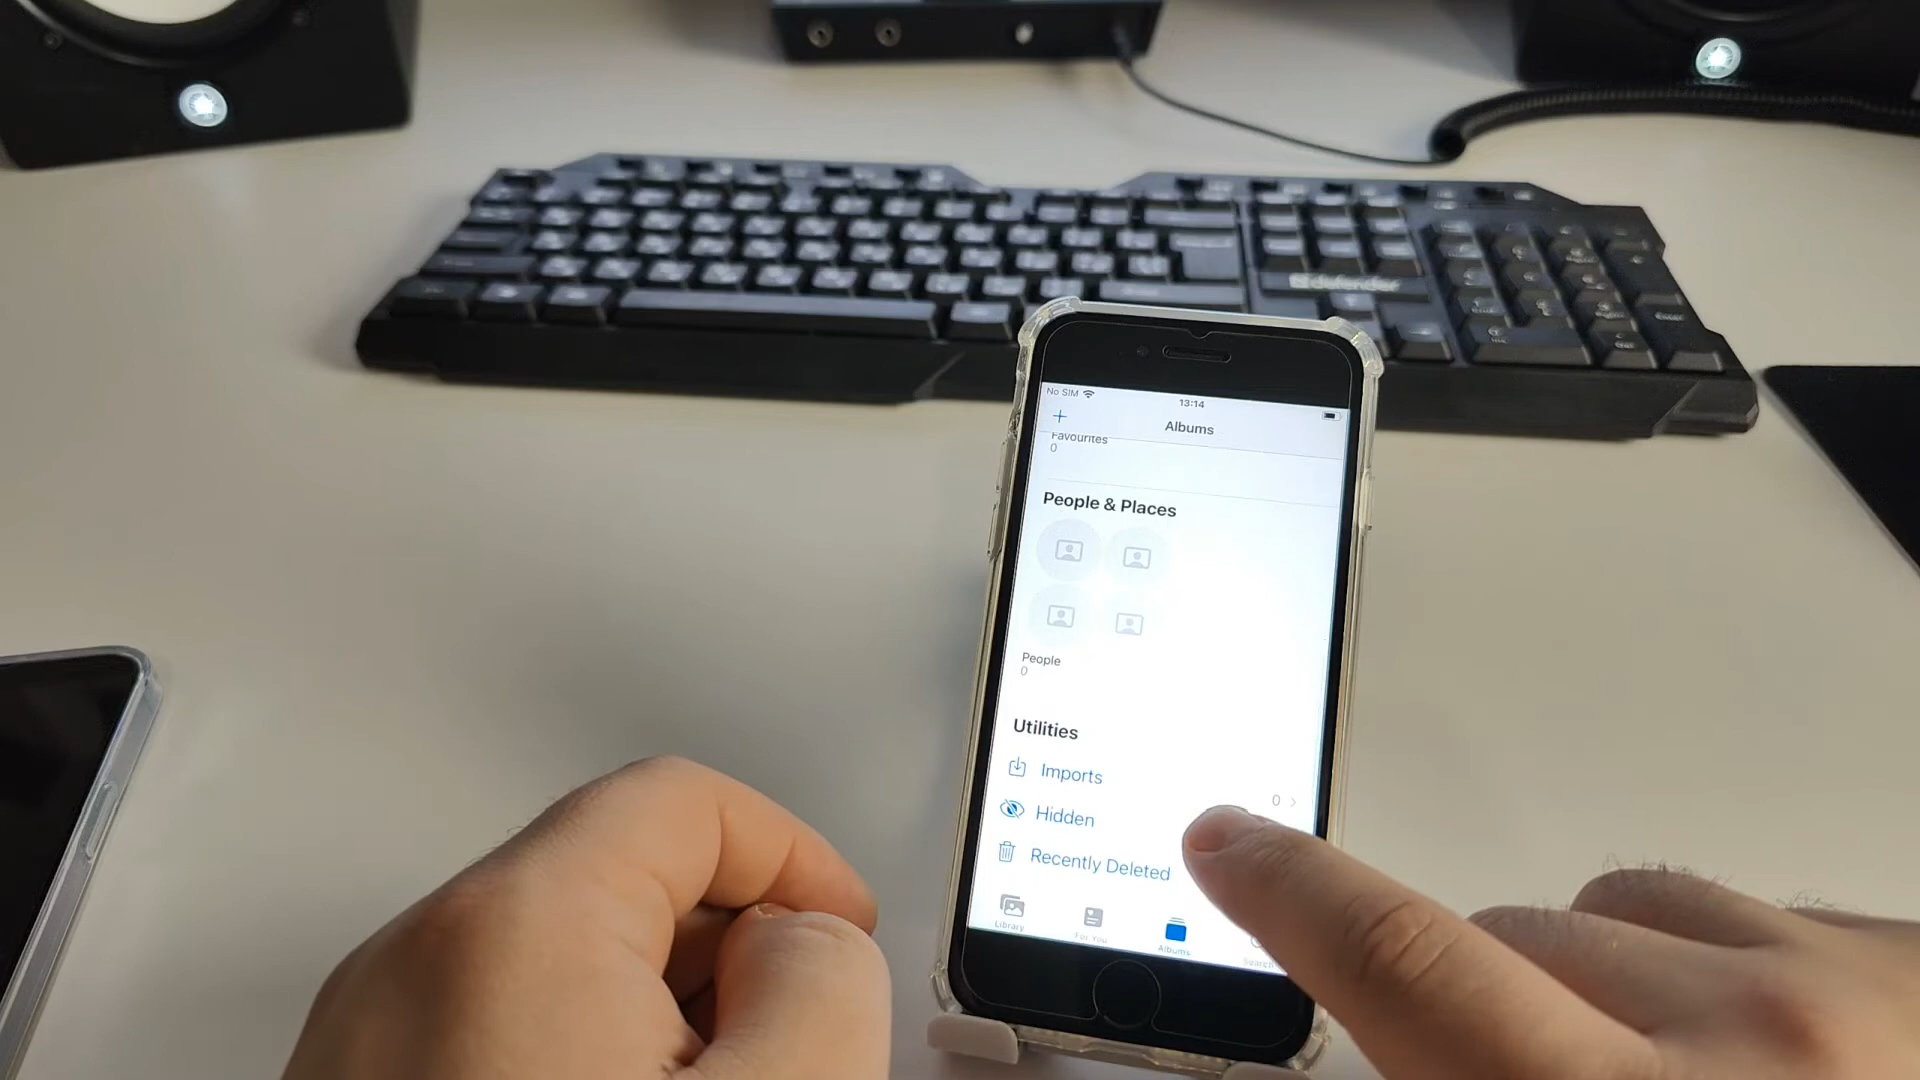 defender
No SIM
13:14
Albums
Favourites
0
People & Places
People
0
Utilities
Imports
0
Hidden
Recently Deleted
Library
For You
Albums
Search